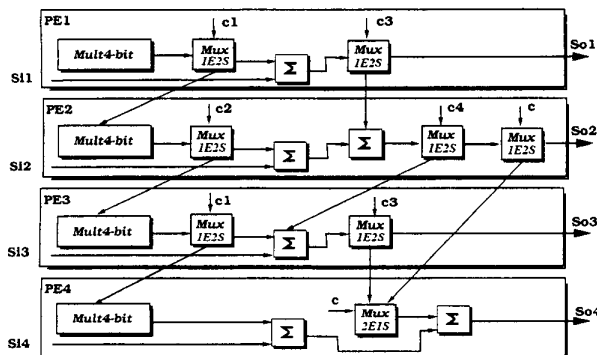 PE1
c1
c3
Mult4-bit
Mux
1E2S
Σ
Mux
1E2S
So1
Si1
PE2
c2
c4
c
Mult4-bit
Mux
1E2S
Σ
Σ
Mux
1E2S
Mux
1E2S
So2
Si2
PE3
c1
c3
Mult4-bit
Mux
1E2S
Σ
Mux
1E2S
So3
Si3
PE4
c
Mult4-bit
Σ
Mux
2E1S
Σ
So4
Si4